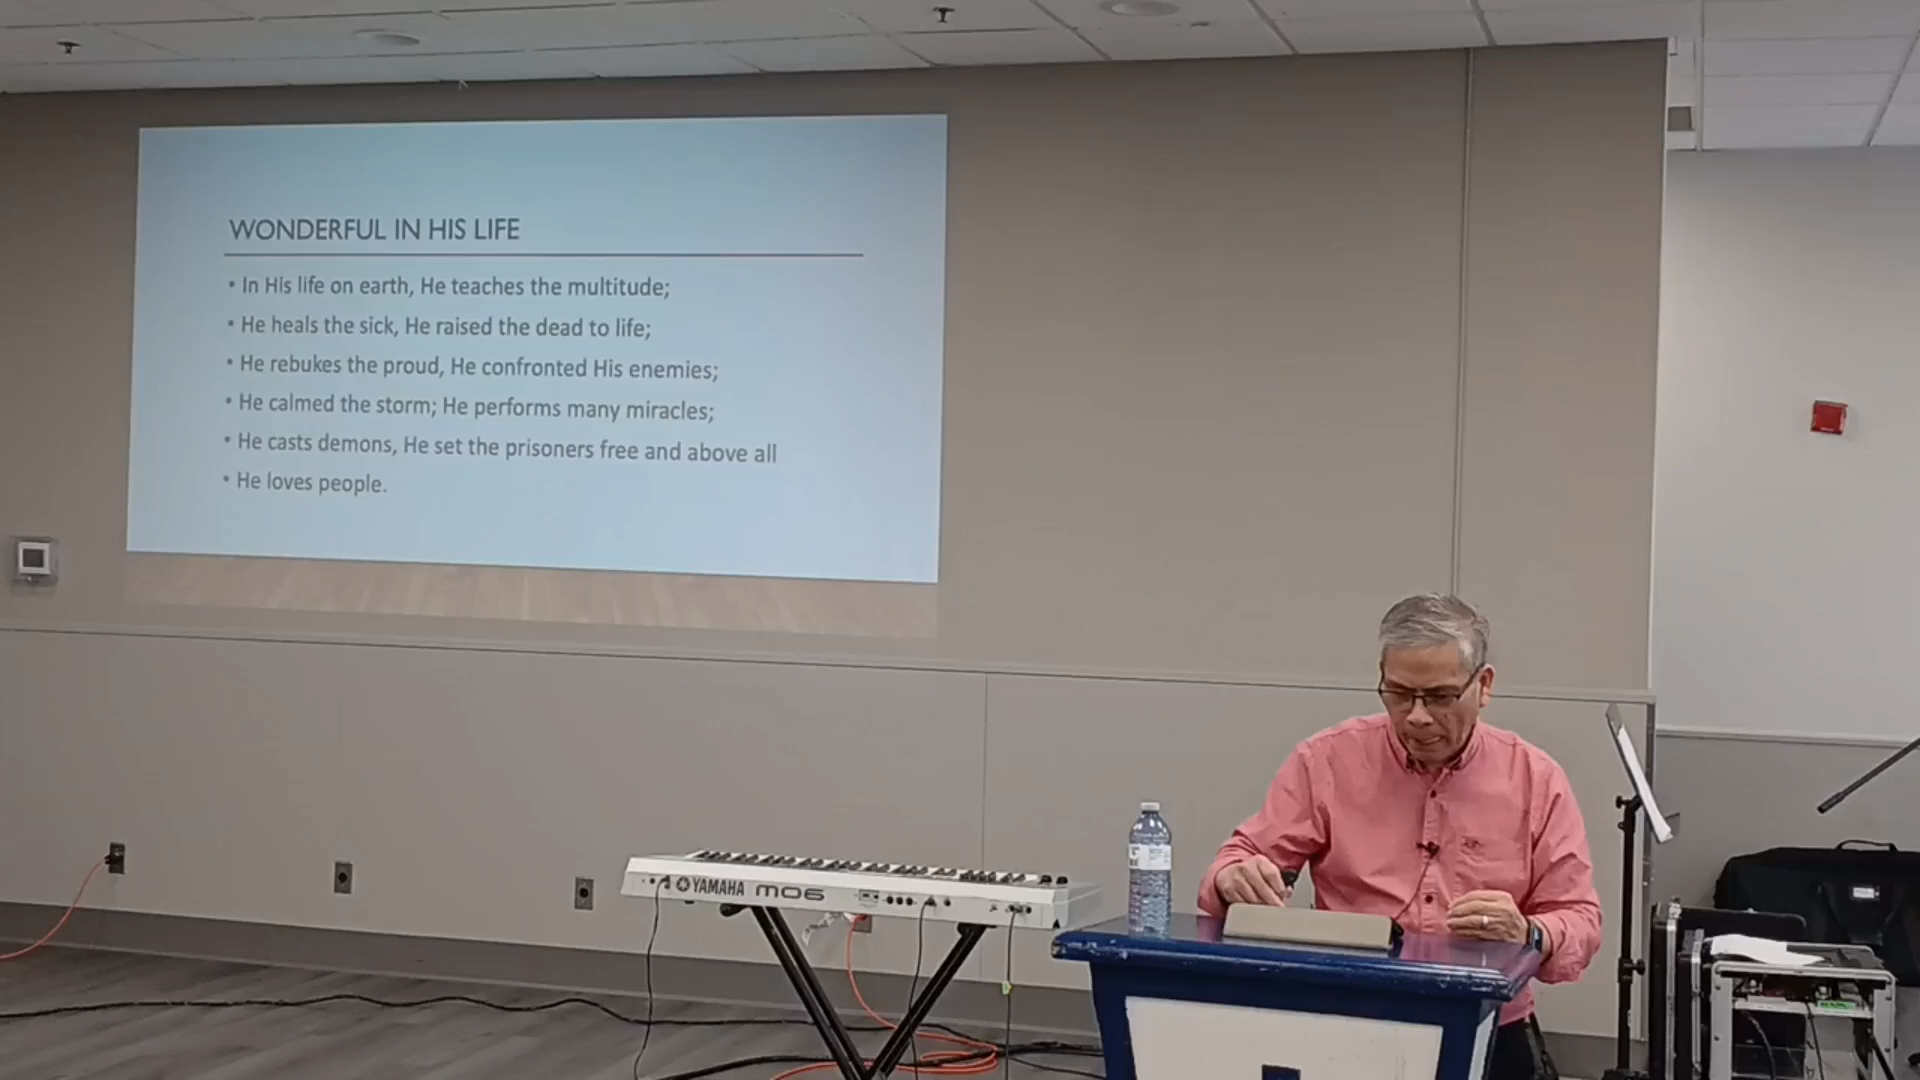 WONDERFUL IN HIS LIFE
• In His life on earth, He teaches the multitude;
• He heals the sick, He raised the dead to life;
• He rebukes the proud, He confronted His enemies;
• He calmed the storm; He performs many miracles;
• He casts demons, He set the prisoners free and above all
• He loves people.
YAMAHA MO6